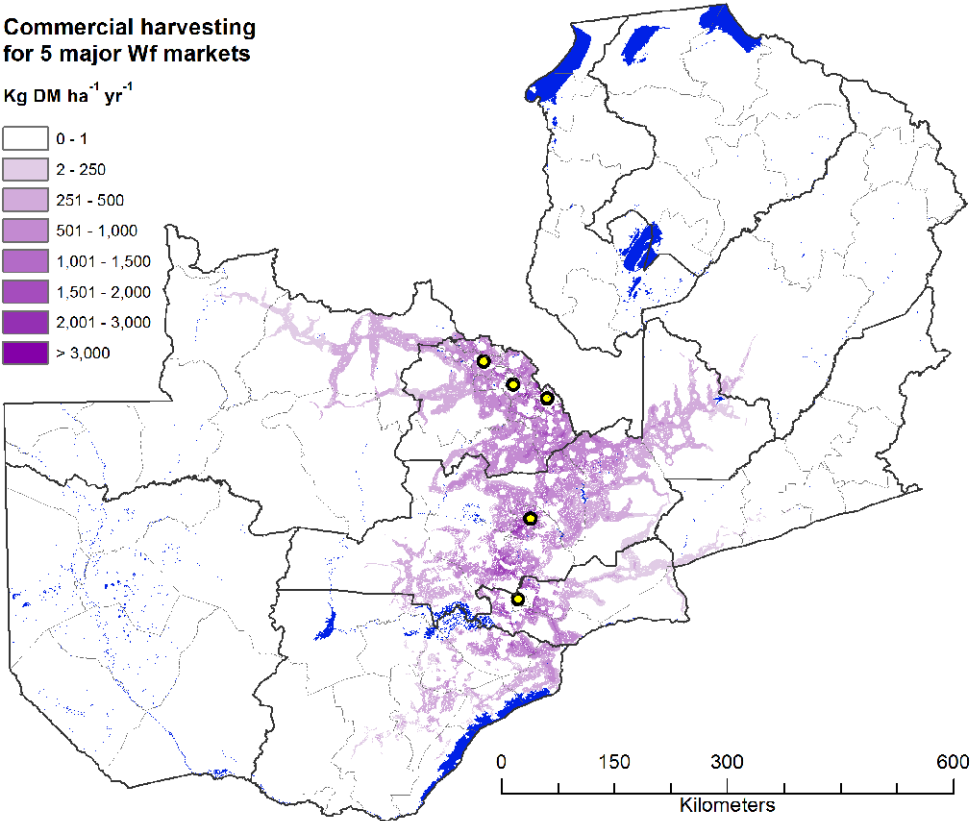 Commercial harvesting
for 5 major Wf markets
Kg DM ha⁻¹ yr⁻¹
0 - 1
2 - 250
251 - 500
501 - 1,000
1,001 - 1,500
1,501 - 2,000
2,001 - 3,000
> 3,000
0 150 300 600
Kilometers